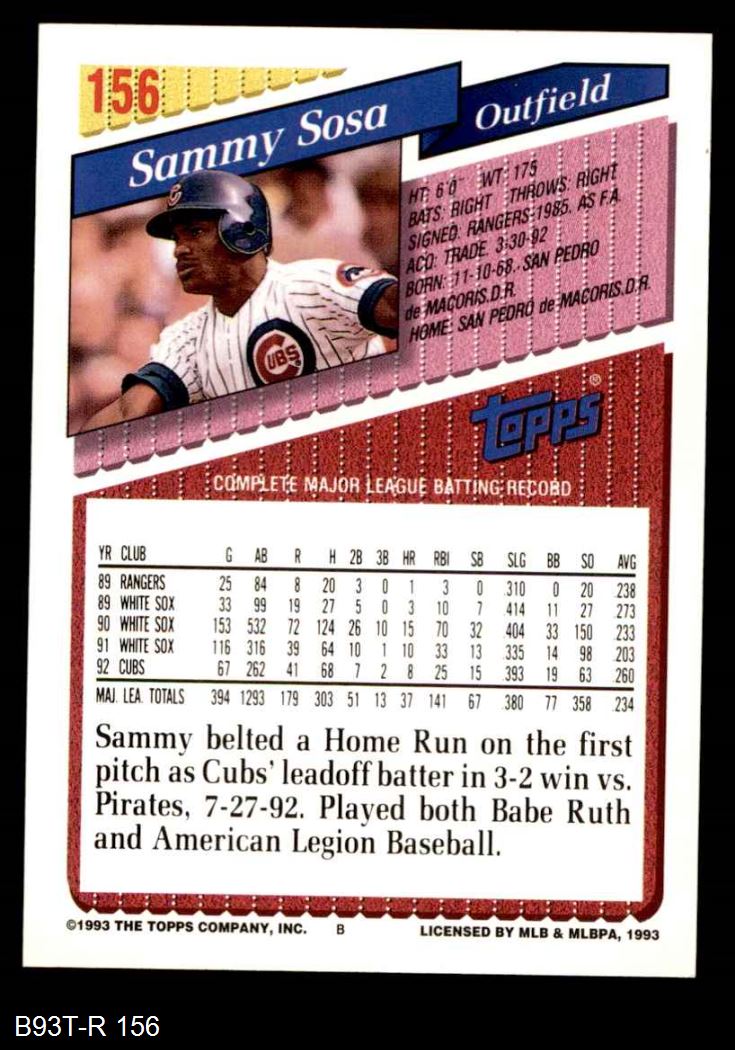 156
Sammy Sosa
Outfield
HT: 6'0" WT: 175
BATS: RIGHT THROWS: RIGHT
SIGNED: RANGERS-1985, AS F.A.
ACQ: TRADE, 3-30-92
BORN: 11-10-68, SAN PEDRO
de MACORIS, D.R.
HOME: SAN PEDRO de MACORIS, D.R.
C
CUBS
TOPPS®
COMPLETE MAJOR LEAGUE BATTING RECORD
YR CLUB G AB R H 2B 3B HR RBI SB SLG BB SO AVG
89 RANGERS 25 84 8 20 3 0 1 3 0 .310 0 20 .238
89 WHITE SOX 33 99 19 27 5 0 3 10 7 .414 11 27 .273
90 WHITE SOX 153 532 72 124 26 10 15 70 32 .404 33 150 .233
91 WHITE SOX 116 316 39 64 10 1 10 33 13 .335 14 98 .203
92 CUBS 67 262 41 68 7 2 8 25 15 .393 19 63 .260
MAJ. LEA. TOTALS 394 1293 179 303 51 13 37 141 67 .380 77 358 .234
Sammy belted a Home Run on the first
pitch as Cubs' leadoff batter in 3-2 win vs.
Pirates, 7-27-92. Played both Babe Ruth
and American Legion Baseball.
©1993 THE TOPPS COMPANY, INC. B LICENSED BY MLB & MLBPA, 1993
B93T-R 156